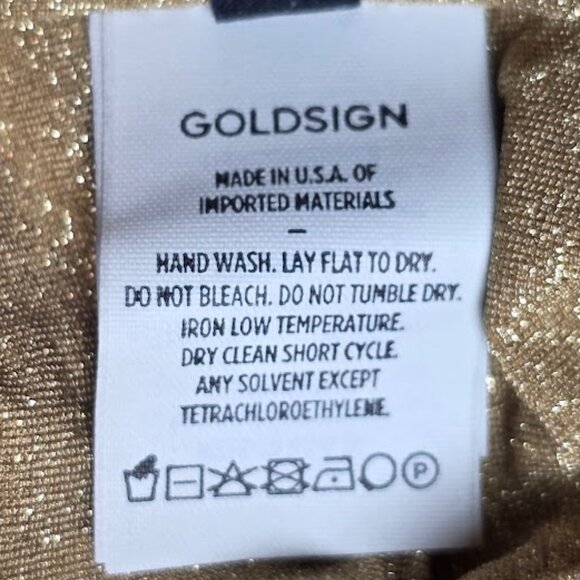 GOLDSIGN
MADE IN U.S.A. OF
IMPORTED MATERIALS
–
HAND WASH. LAY FLAT TO DRY.
DO NOT BLEACH. DO NOT TUMBLE DRY.
IRON LOW TEMPERATURE.
DRY CLEAN SHORT CYCLE.
ANY SOLVENT EXCEPT
TETRACHLOROETHYLENE.
P